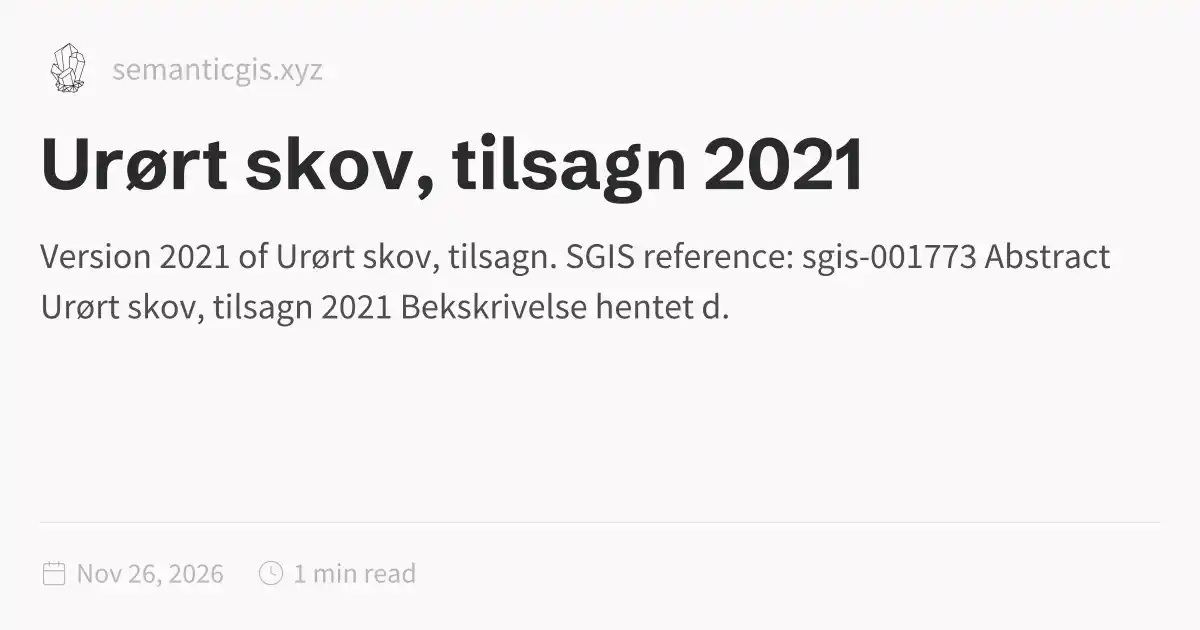 semanticgis.xyz
Urørt skov, tilsagn 2021
Version 2021 of Urørt skov, tilsagn. SGIS reference: sgis-001773 Abstract
Urørt skov, tilsagn 2021 Bekskrivelse hentet d.
Nov 26, 2026 1 min read